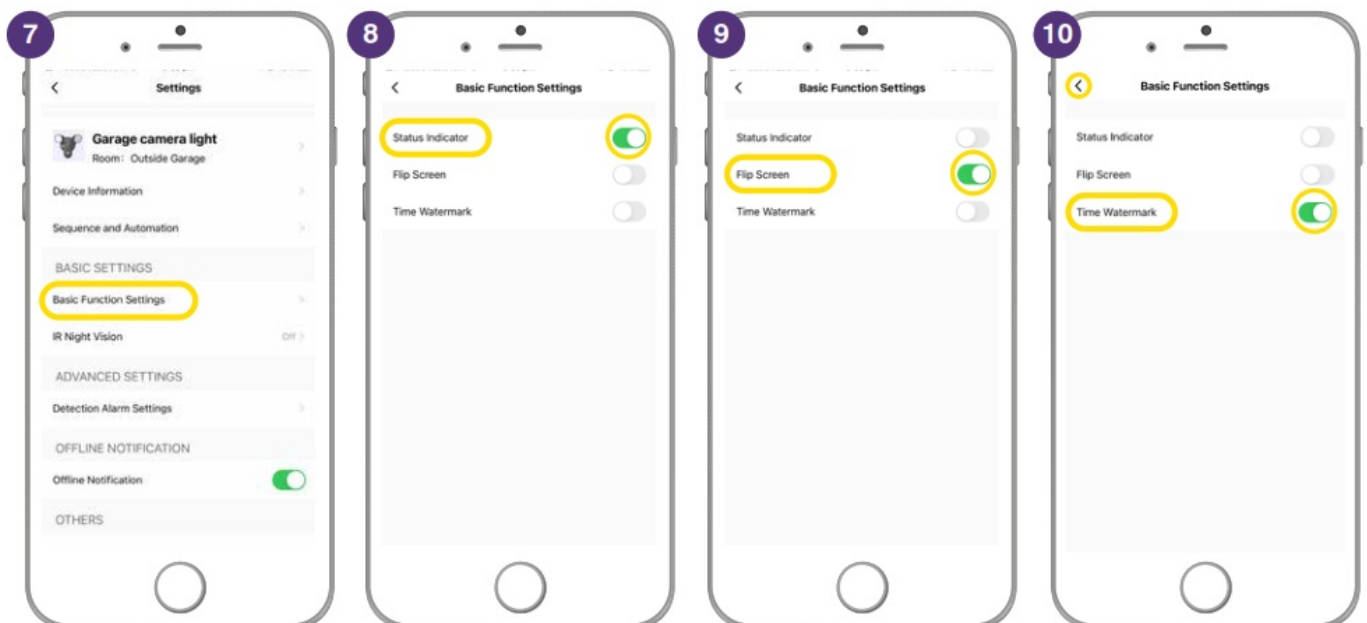 7
Settings
Garage camera light
Room: Outside Garage
Device Information
Sequence and Automation
BASIC SETTINGS
Basic Function Settings
IR Night Vision
Off
ADVANCED SETTINGS
Detection Alarm Settings
OFFLINE NOTIFICATION
Offline Notification
OTHERS
8
Basic Function Settings
Status Indicator
Flip Screen
Time Watermark
9
Basic Function Settings
Status Indicator
Flip Screen
Time Watermark
10
Basic Function Settings
Status Indicator
Flip Screen
Time Watermark